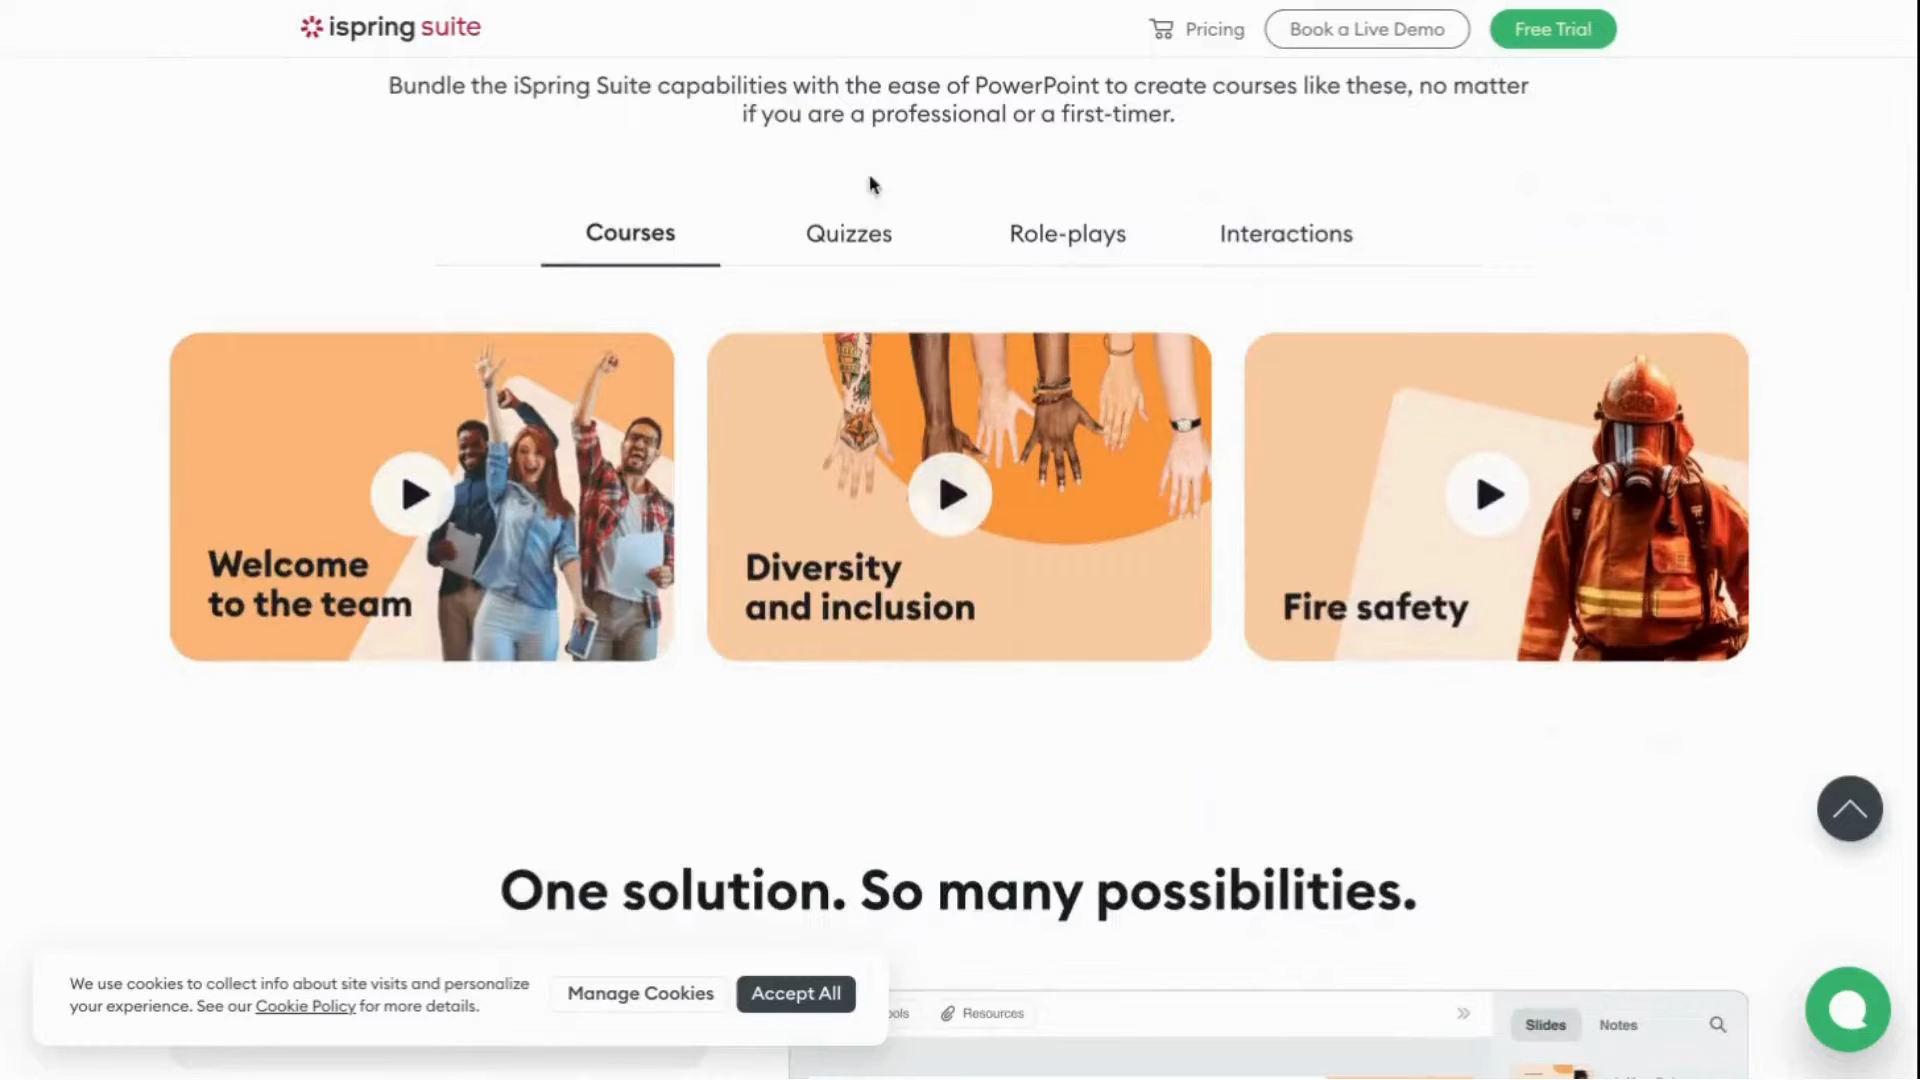 ispring suite
Pricing
Book a Live Demo
Free Trial
Bundle the iSpring Suite capabilities with the ease of PowerPoint to create courses like these, no matter
if you are a professional or a first-timer.
Courses
Quizzes
Role-plays
Interactions
Welcome
to the team
Diversity
and inclusion
Fire safety
One solution. So many possibilities.
We use cookies to collect info about site visits and personalize
your experience. See our Cookie Policy for more details.
Manage Cookies
Accept All
ools
Resources
Slides
Notes